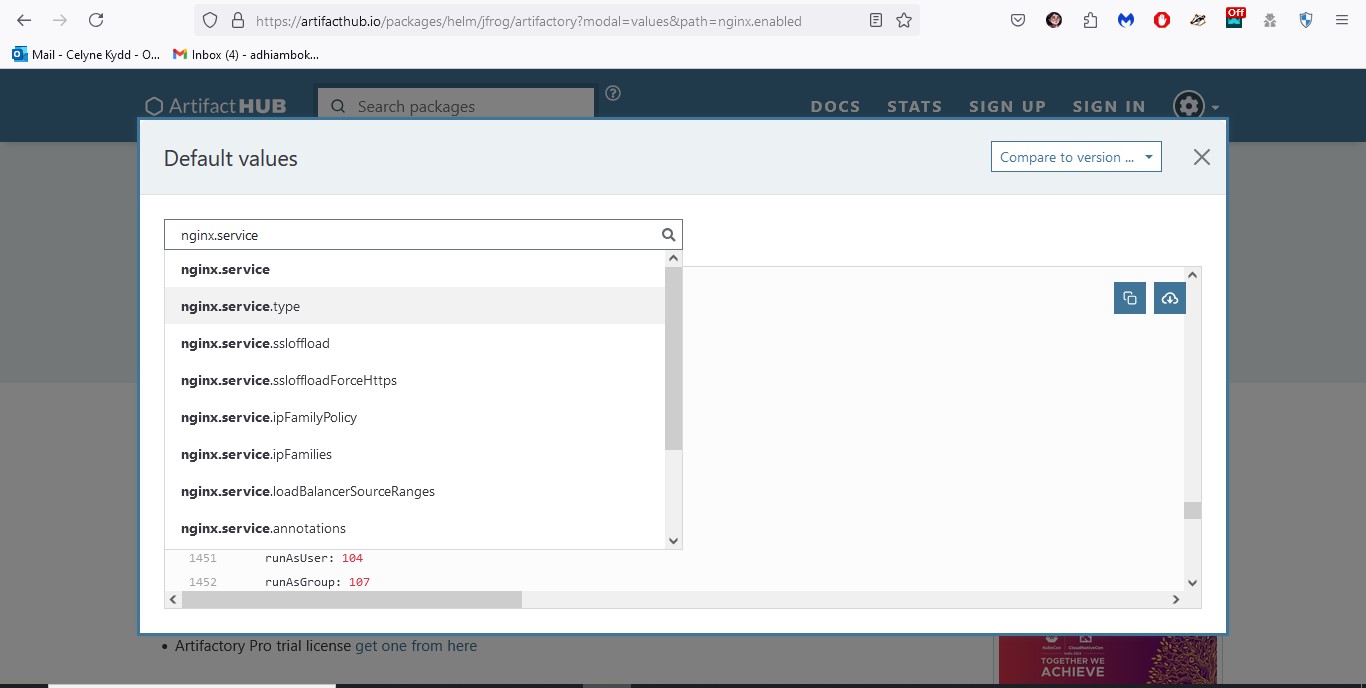 https://artifacthub.io/packages/helm/jfrog/artifactory?modal=values&path=nginx.enabled
Off
Mail - Celyne Kydd - O...
Inbox (4) - adhiambok...
ArtifactHUB
Search packages
DOCS
STATS
SIGN UP
SIGN IN
Default values
Compare to version ...
nginx.service
nginx.service
nginx.service.type
nginx.service.ssloffload
nginx.service.ssloffloadForceHttps
nginx.service.ipFamilyPolicy
nginx.service.ipFamilies
nginx.service.loadBalancerSourceRanges
nginx.service.annotations
1451 runAsUser: 104
1452 runAsGroup: 107
• Artifactory Pro trial license get one from here
KubeCon
CloudNativeCon
TOGETHER WE
ACHIEVE